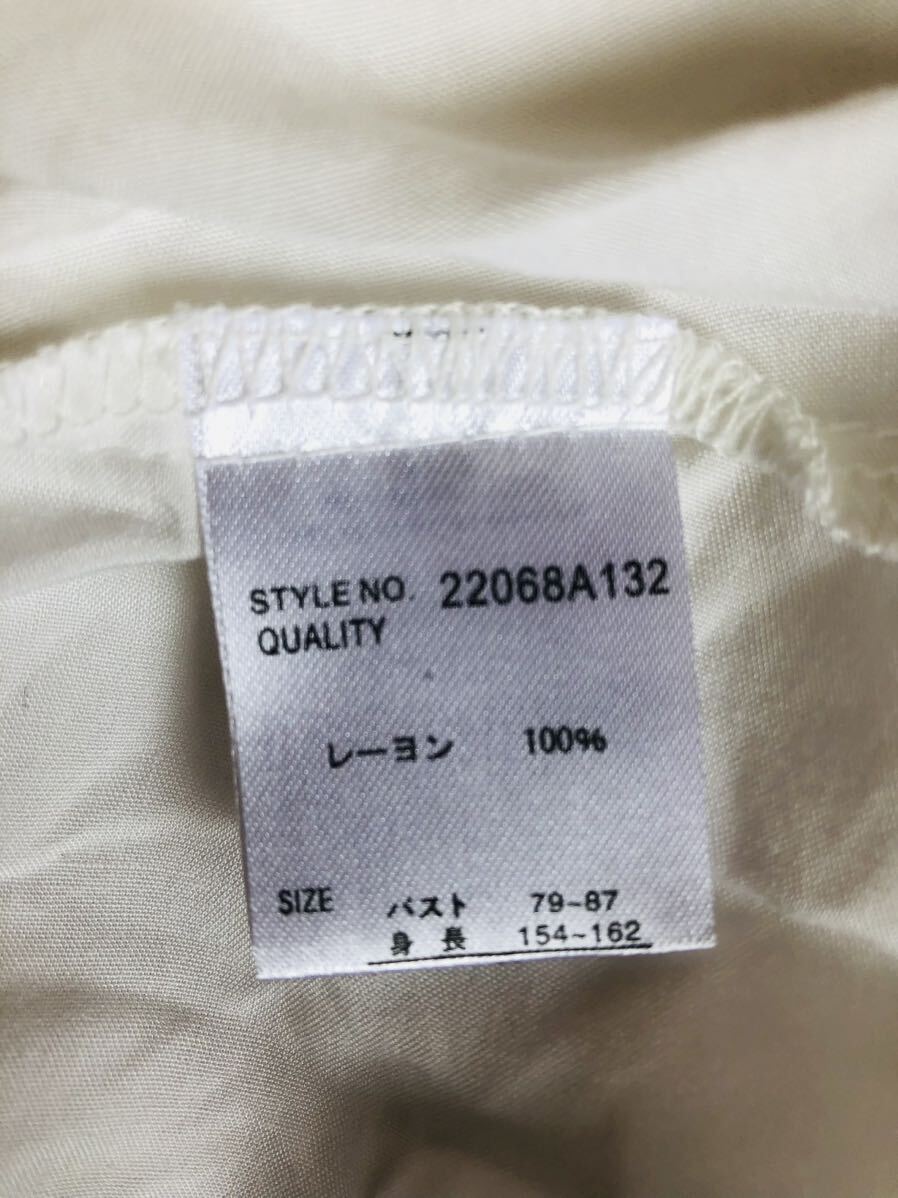 STYLE NO. 22068A132
QUALITY
レーヨン 100%
SIZE バスト 79~87
身長 154~162